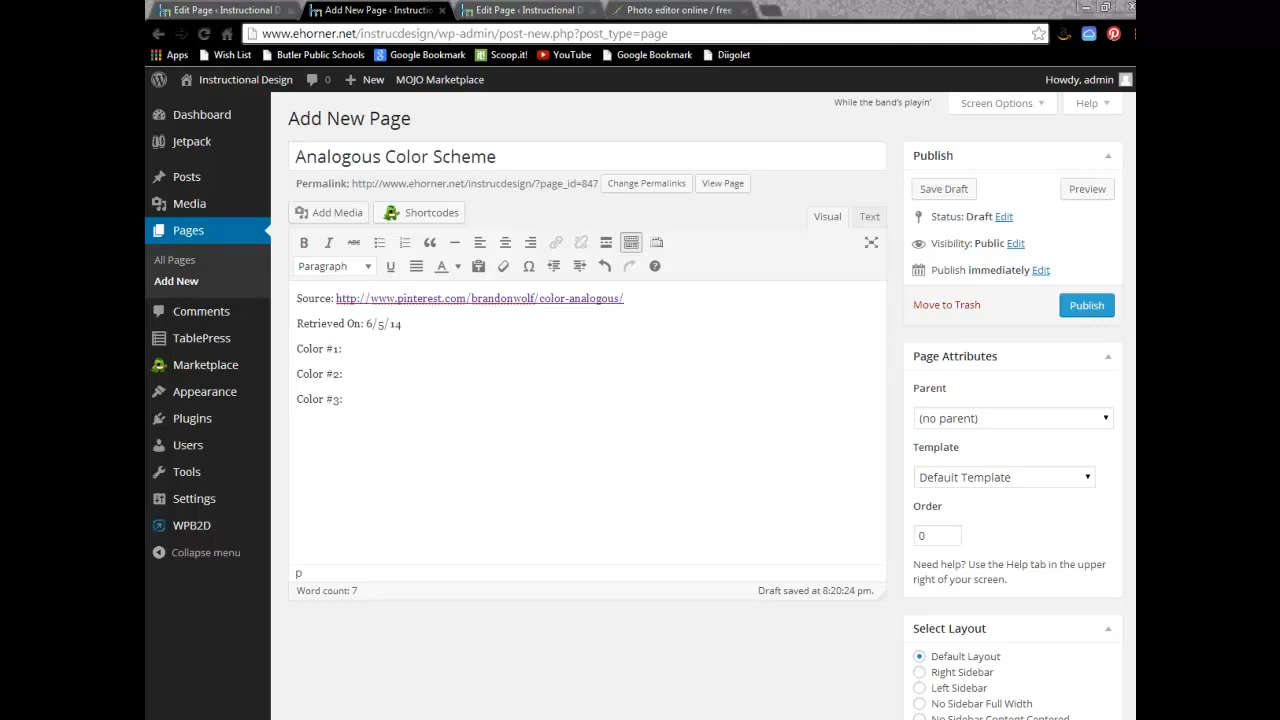 Edit Page ‹ Instructional D
Add New Page ‹ Instructio
Edit Page ‹ Instructional D
Photo editor online / free
www.ehorner.net/instrucdesign/wp-admin/post-new.php?post_type=page
Apps Wish List Butler Public Schools Google Bookmark Scoop.it! YouTube Google Bookmark Diigolet
Instructional Design 0 New MOJO Marketplace Howdy, admin
While the band's playin' Screen Options Help
Dashboard
Jetpack
Posts
Media
Pages
All Pages
Add New
Comments
TablePress
Marketplace
Appearance
Plugins
Users
Tools
Settings
WPB2D
Collapse menu
Add New Page
Analogous Color Scheme
Permalink: http://www.ehorner.net/instrucdesign/?page_id=847 Change Permalinks View Page
Add Media Shortcodes Visual Text
B I ABC
Paragraph U A
Source: http://www.pinterest.com/brandonwolf/color-analogous/
Retrieved On: 6/5/14
Color #1:
Color #2:
Color #3:
p
Word count: 7 Draft saved at 8:20:24 pm.
Publish
Save Draft Preview
Status: Draft Edit
Visibility: Public Edit
Publish immediately Edit
Move to Trash Publish
Page Attributes
Parent
(no parent)
Template
Default Template
Order
0
Need help? Use the Help tab in the upper
right of your screen.
Select Layout
Default Layout
Right Sidebar
Left Sidebar
No Sidebar Full Width
No Sidebar Content Centered